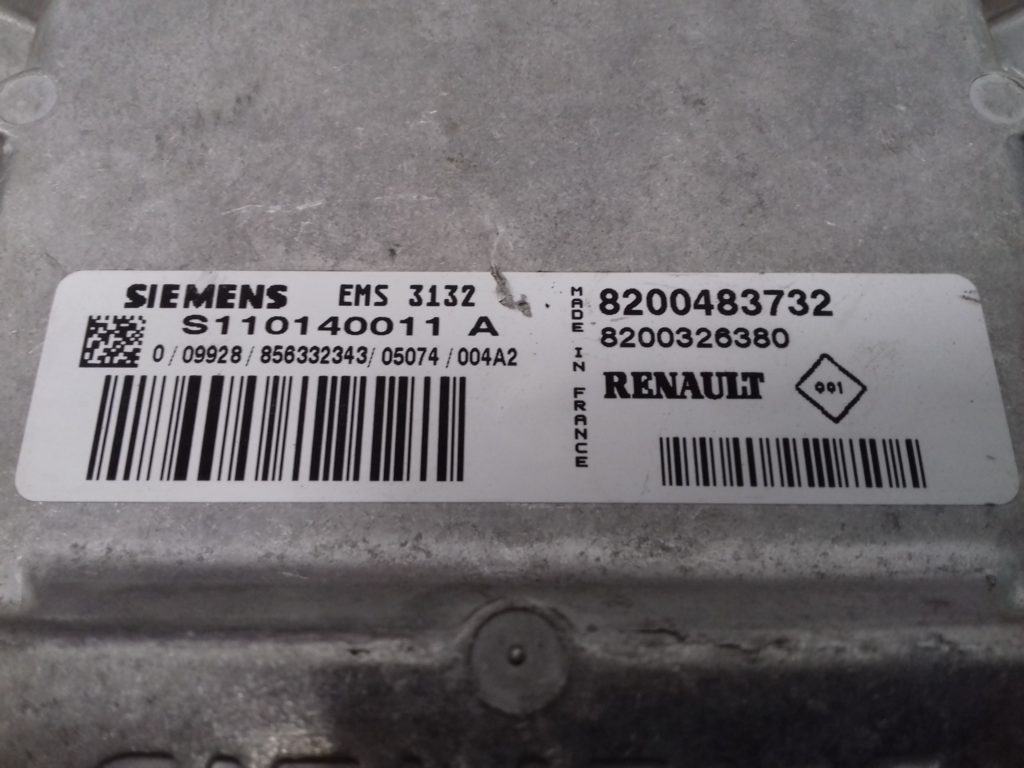 SIEMENS EMS 3132
S110140011 A
0 / 09928 / 856332343 / 05074 / 004A2
MADE IN FRANCE
8200483732
8200326380
RENAULT 001